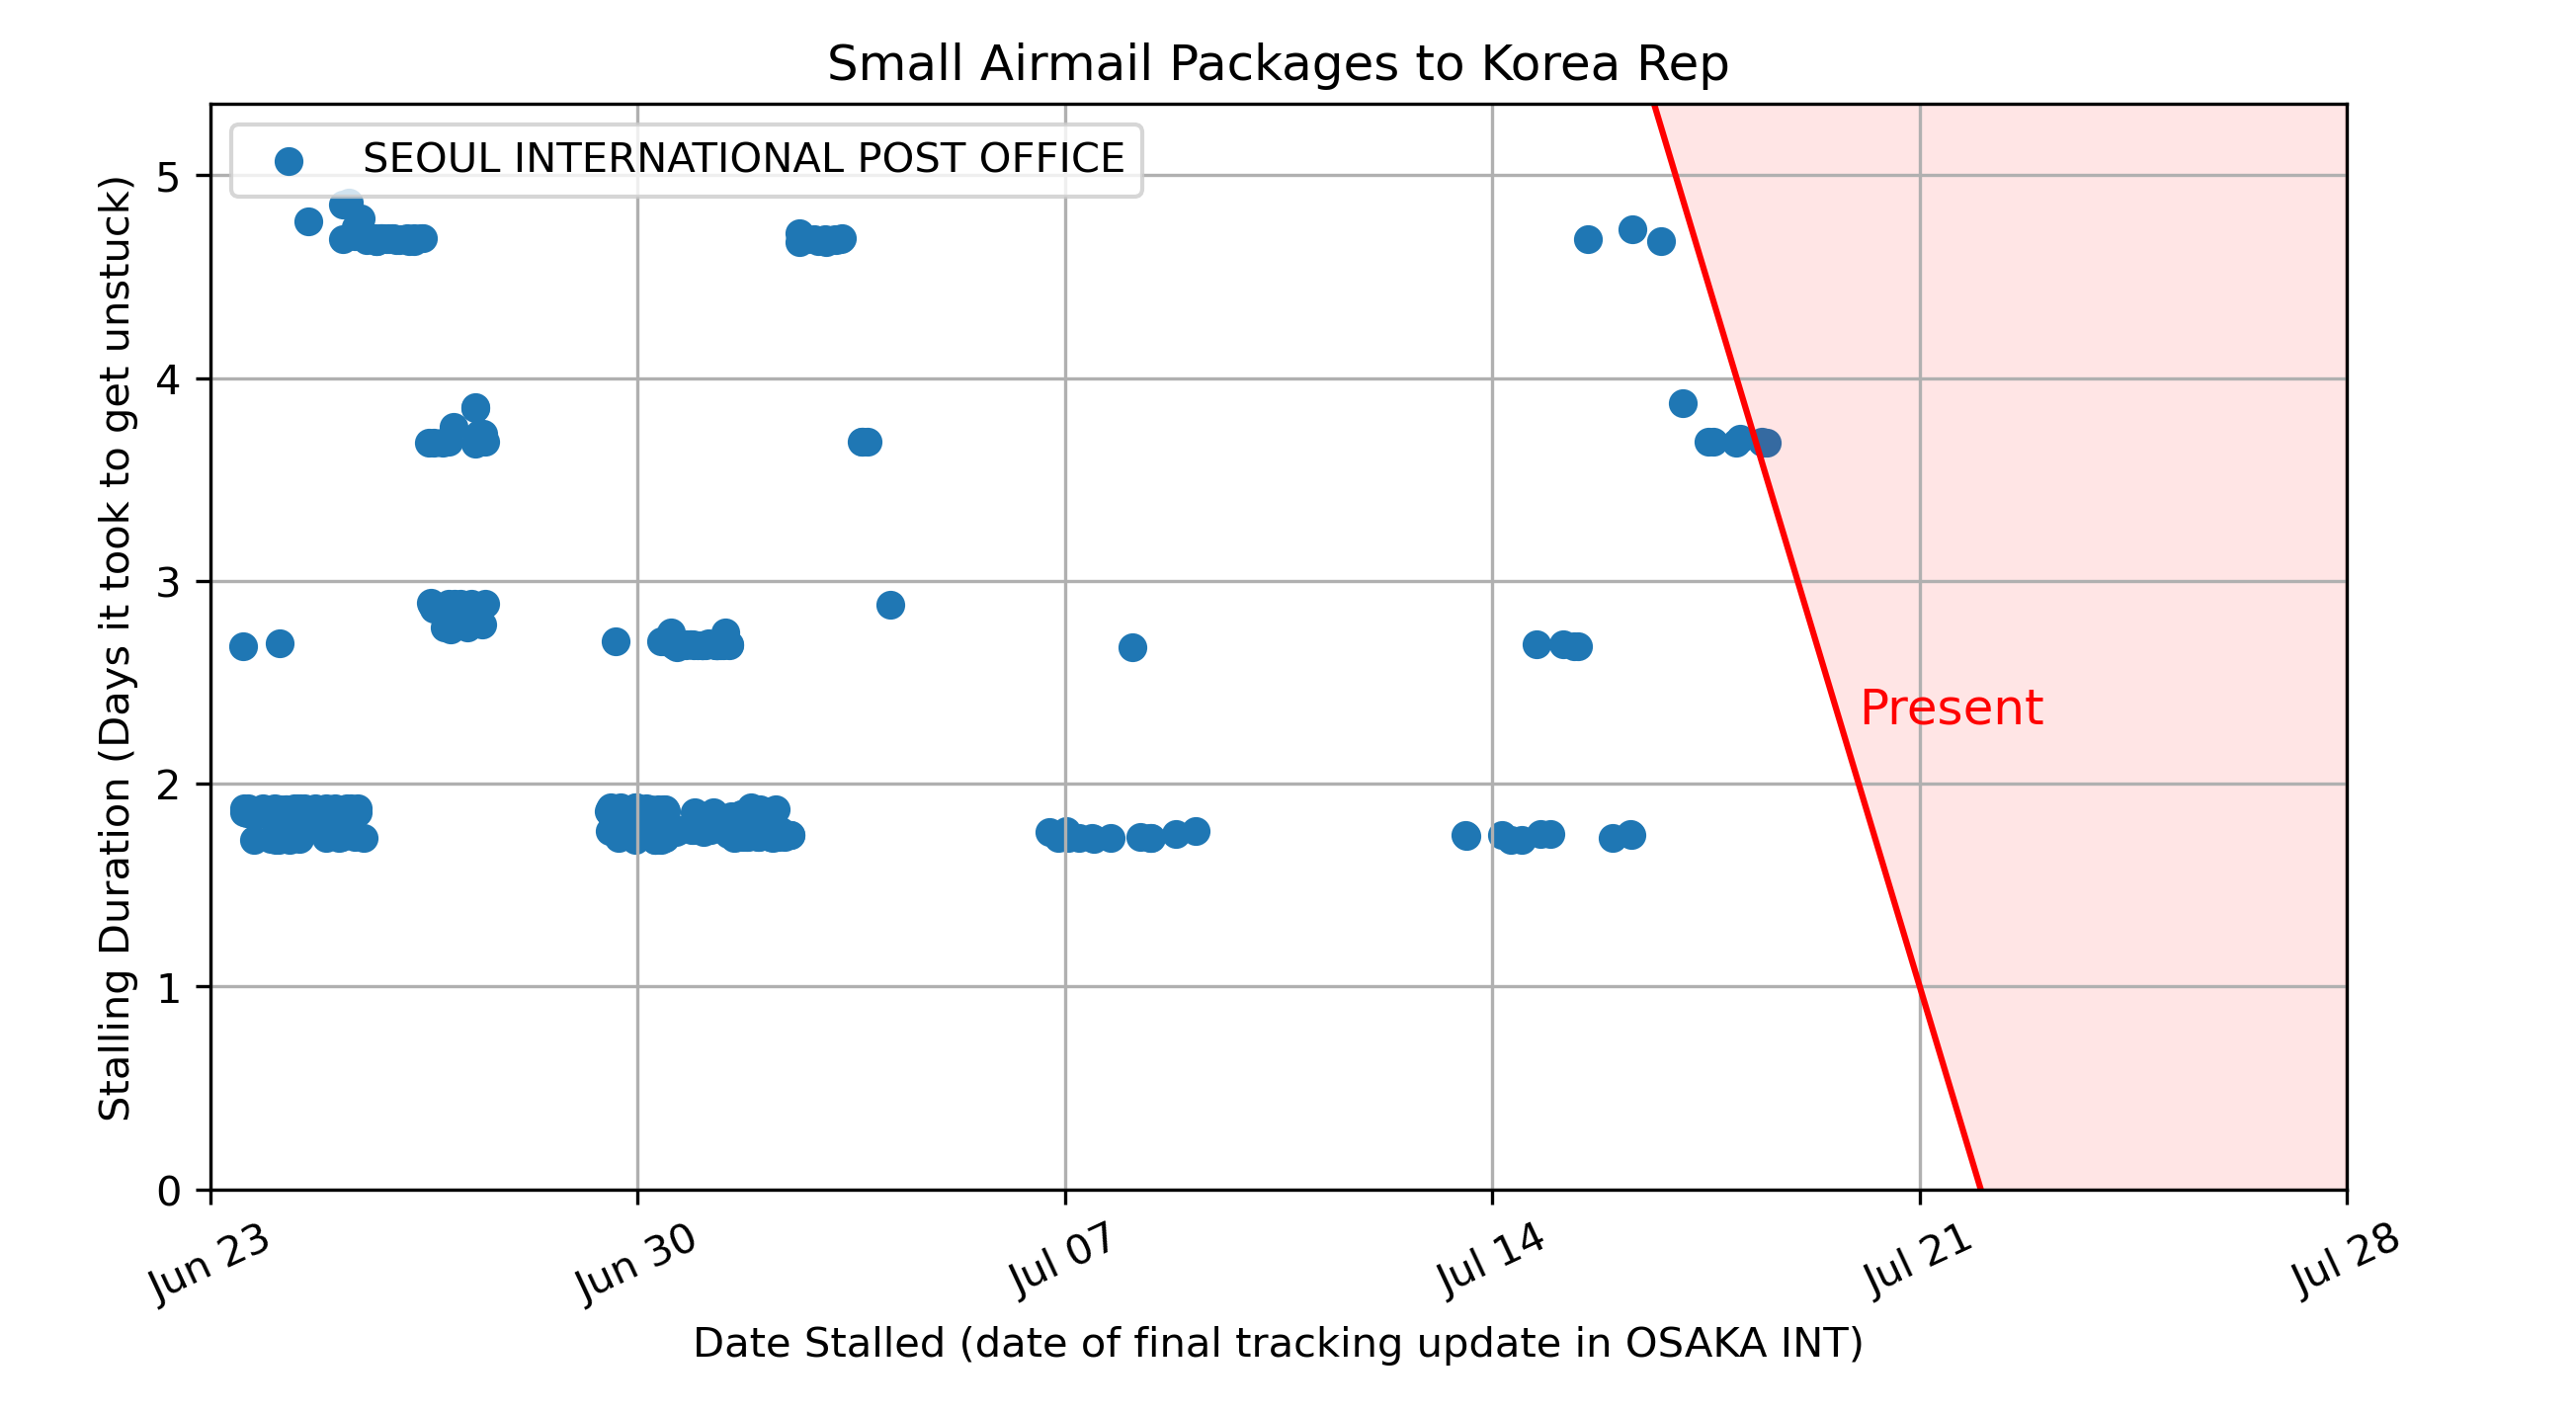 Small Airmail Packages to Korea Rep
SEOUL INTERNATIONAL POST OFFICE
Stalling Duration (Days it took to get unstuck)
5
4
3
2
1
0
Present
Jun 23
Jun 30
Jul 07
Jul 14
Jul 21
Jul 28
Date Stalled (date of final tracking update in OSAKA INT)